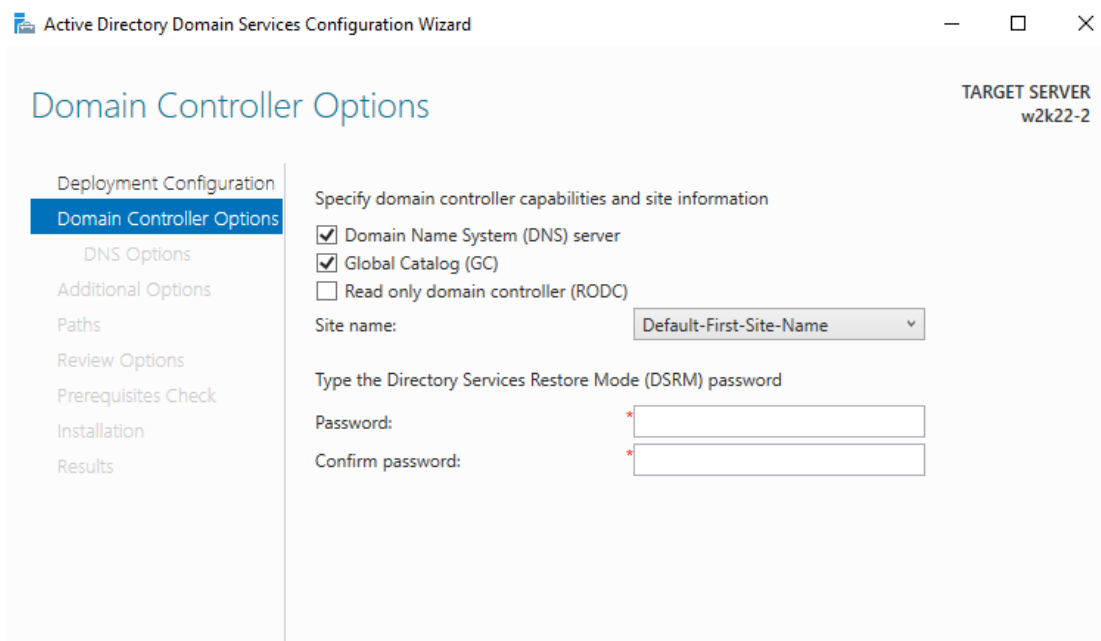 Active Directory Domain Services Configuration Wizard
Domain Controller Options
TARGET SERVER
w2k22-2
Deployment Configuration
Domain Controller Options
DNS Options
Additional Options
Paths
Review Options
Prerequisites Check
Installation
Results
Specify domain controller capabilities and site information
Domain Name System (DNS) server
Global Catalog (GC)
Read only domain controller (RODC)
Site name: Default-First-Site-Name
Type the Directory Services Restore Mode (DSRM) password
Password: *
Confirm password: *